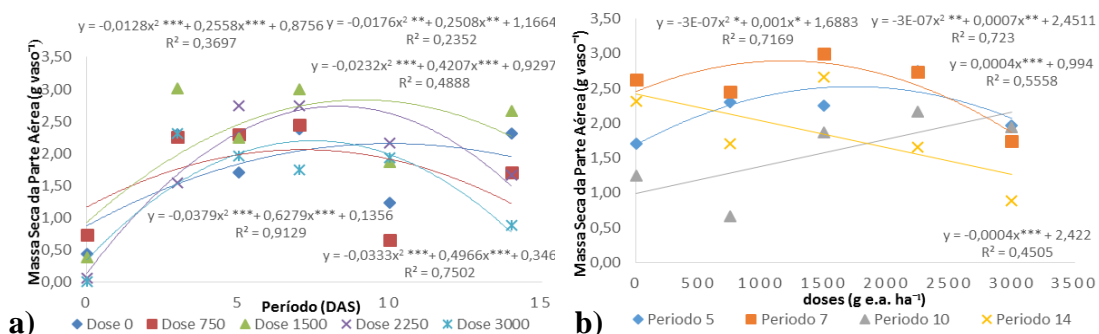 y = -0,0128x² ***+ 0,2558x***+ 0,8756
R² = 0,3697
y = -0,0176x² **+ 0,2508x**+ 1,1664
R² = 0,2352
y = -0,0232x² ***+ 0,4207x***+ 0,9297
R² = 0,4888
y = -0,0379x² ***+ 0,6279x***+ 0,1356
R² = 0,9129
y = -0,0333x² ***+ 0,4966x***+ 0,346
R² = 0,7502
Massa Seca da Parte Aérea (g vaso⁻¹)
3,50
3,00
2,50
2,00
1,50
1,00
0,50
0,00
0 5 10 15
Período (DAS)
a)
Dose 0 Dose 750 Dose 1500 Dose 2250 Dose 3000
y = -3E-07x² *+ 0,001x*+ 1,6883
R² = 0,7169
y = -3E-07x² **+ 0,0007x**+ 2,4511
R² = 0,723
y = 0,0004x***+ 0,994
R² = 0,5558
y = -0,0004x***+ 2,422
R² = 0,4505
Massa Seca da Parte Aérea (g vaso⁻¹)
3,50
3,00
2,50
2,00
1,50
1,00
0,50
0,00
0 500 1000 1500 2000 2500 3000 3500
doses (g e.a. ha⁻¹)
b)
Periodo 5 Periodo 7 Periodo 10 Periodo 14